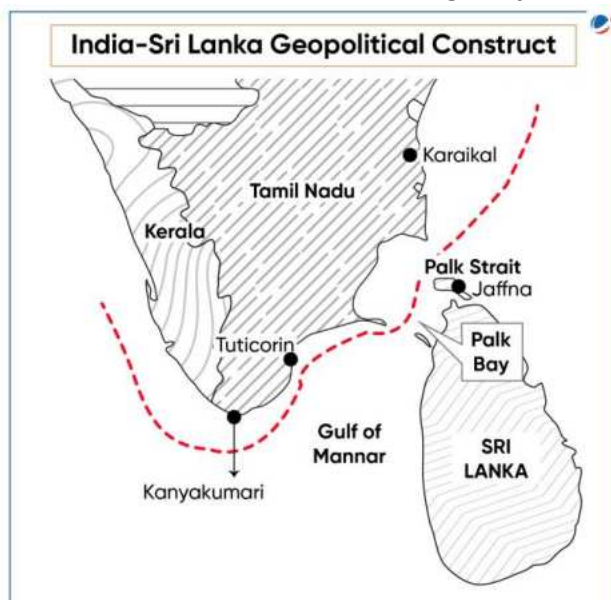 India-Sri Lanka Geopolitical Construct
Karaikal
Tamil Nadu
Kerala
Palk Strait
Jaffna
Tuticorin
Palk
Bay
Gulf of
Mannar
SRI
LANKA
Kanyakumari